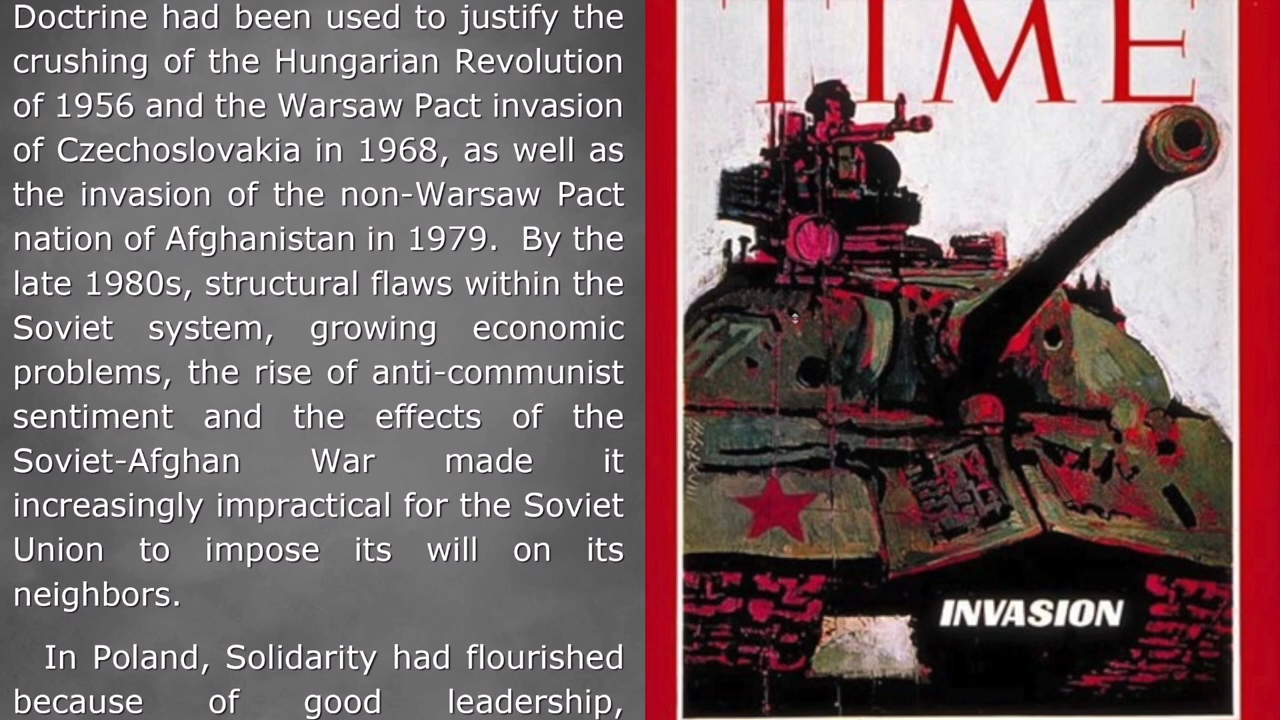 Doctrine had been used to justify the
crushing of the Hungarian Revolution
of 1956 and the Warsaw Pact invasion
of Czechoslovakia in 1968, as well as
the invasion of the non-Warsaw Pact
nation of Afghanistan in 1979. By the
late 1980s, structural flaws within the
Soviet system, growing economic
problems, the rise of anti-communist
sentiment and the effects of the
Soviet-Afghan War made it
increasingly impractical for the Soviet
Union to impose its will on its
neighbors.
In Poland, Solidarity had flourished
because of good leadership,
TIME
INVASION